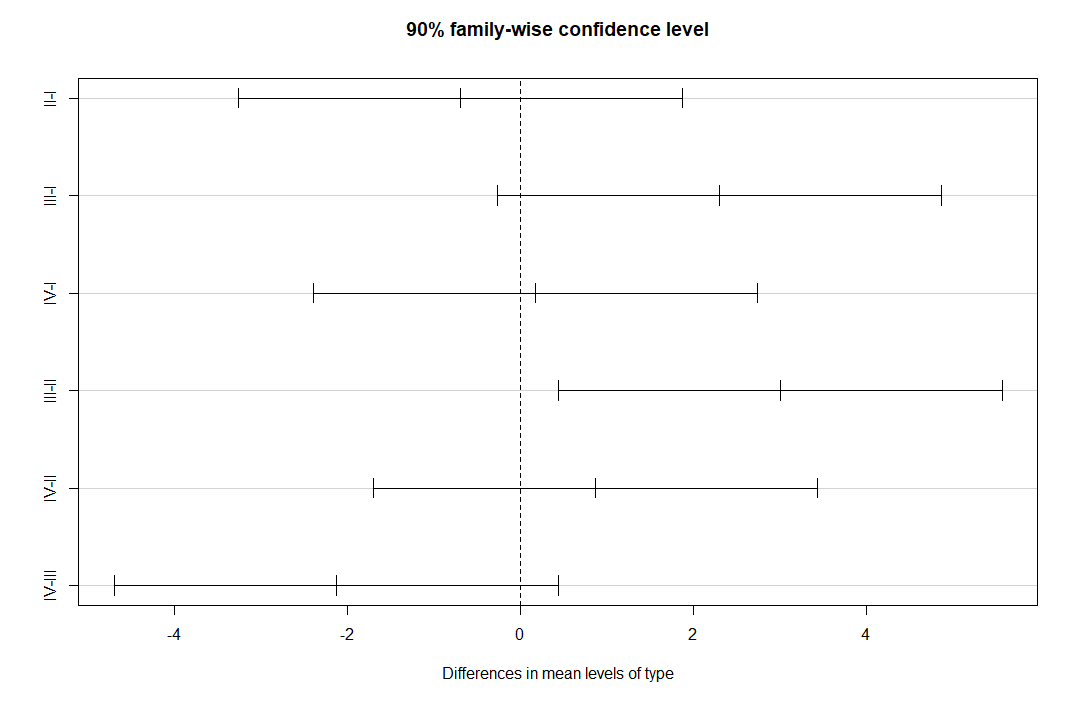 90% family-wise confidence level
II-I
III-I
IV-I
III-II
IV-II
IV-III
-4 -2 0 2 4
Differences in mean levels of type